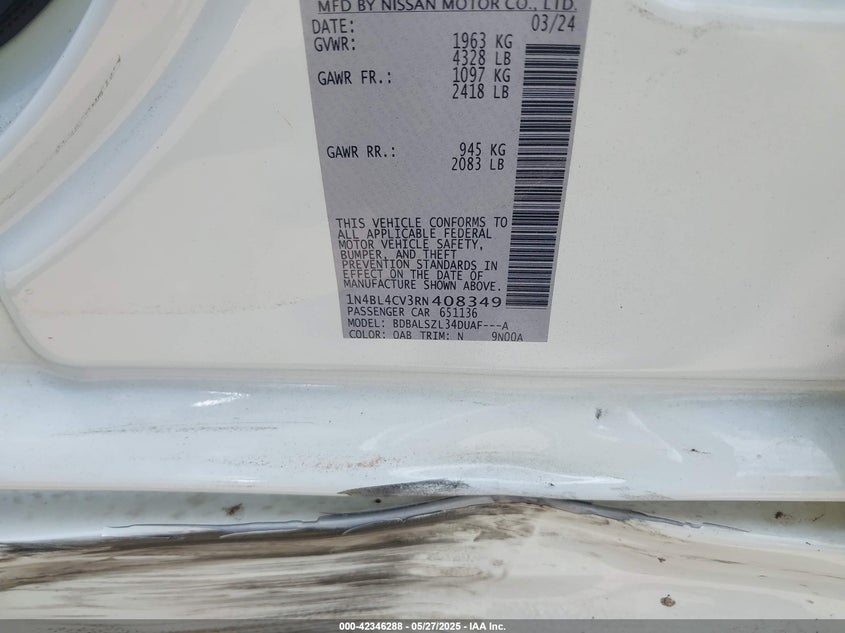 MFD BY NISSAN MOTOR CO., LTD.
DATE: 03/24
GVWR: 1963 KG
4328 LB
GAWR FR.: 1097 KG
2418 LB
GAWR RR.: 945 KG
2083 LB
THIS VEHICLE CONFORMS TO
ALL APPLICABLE FEDERAL
MOTOR VEHICLE SAFETY,
BUMPER, AND THEFT
PREVENTION STANDARDS IN
EFFECT ON THE DATE OF
MANUFACTURE SHOWN ABOVE.
1N4BL4CV3RN408349
PASSENGER CAR 651136
MODEL: BDBALSZL34DUAF---A
COLOR: QAB TRIM: N 9N00A
000-42346288 - 05/27/2025 - IAA Inc.